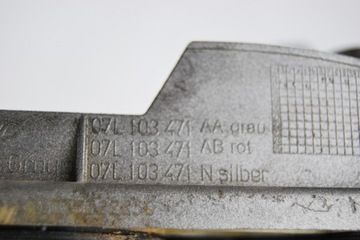 07L 103 471 AA grau
07L 103 471 AB rot
07L 103 471 N silber